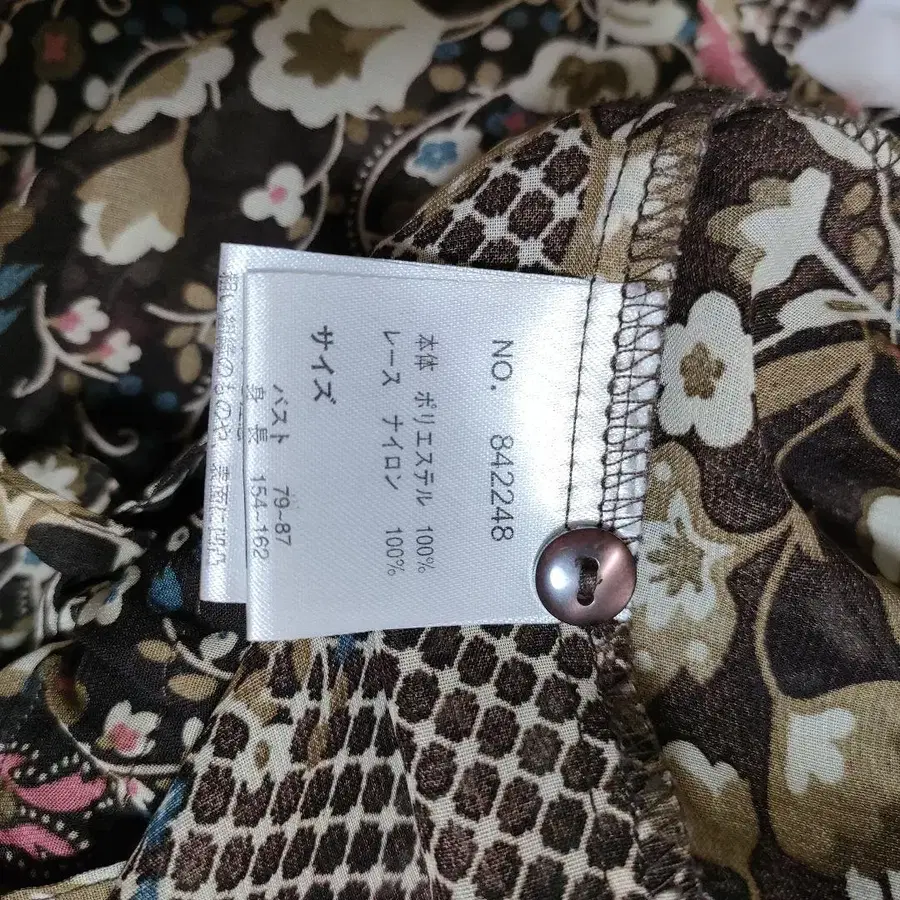 NO. 842248
本体 ポリエステル 100%
レース ナイロン 100%
サイズ
バスト 79-87
身長 154-162